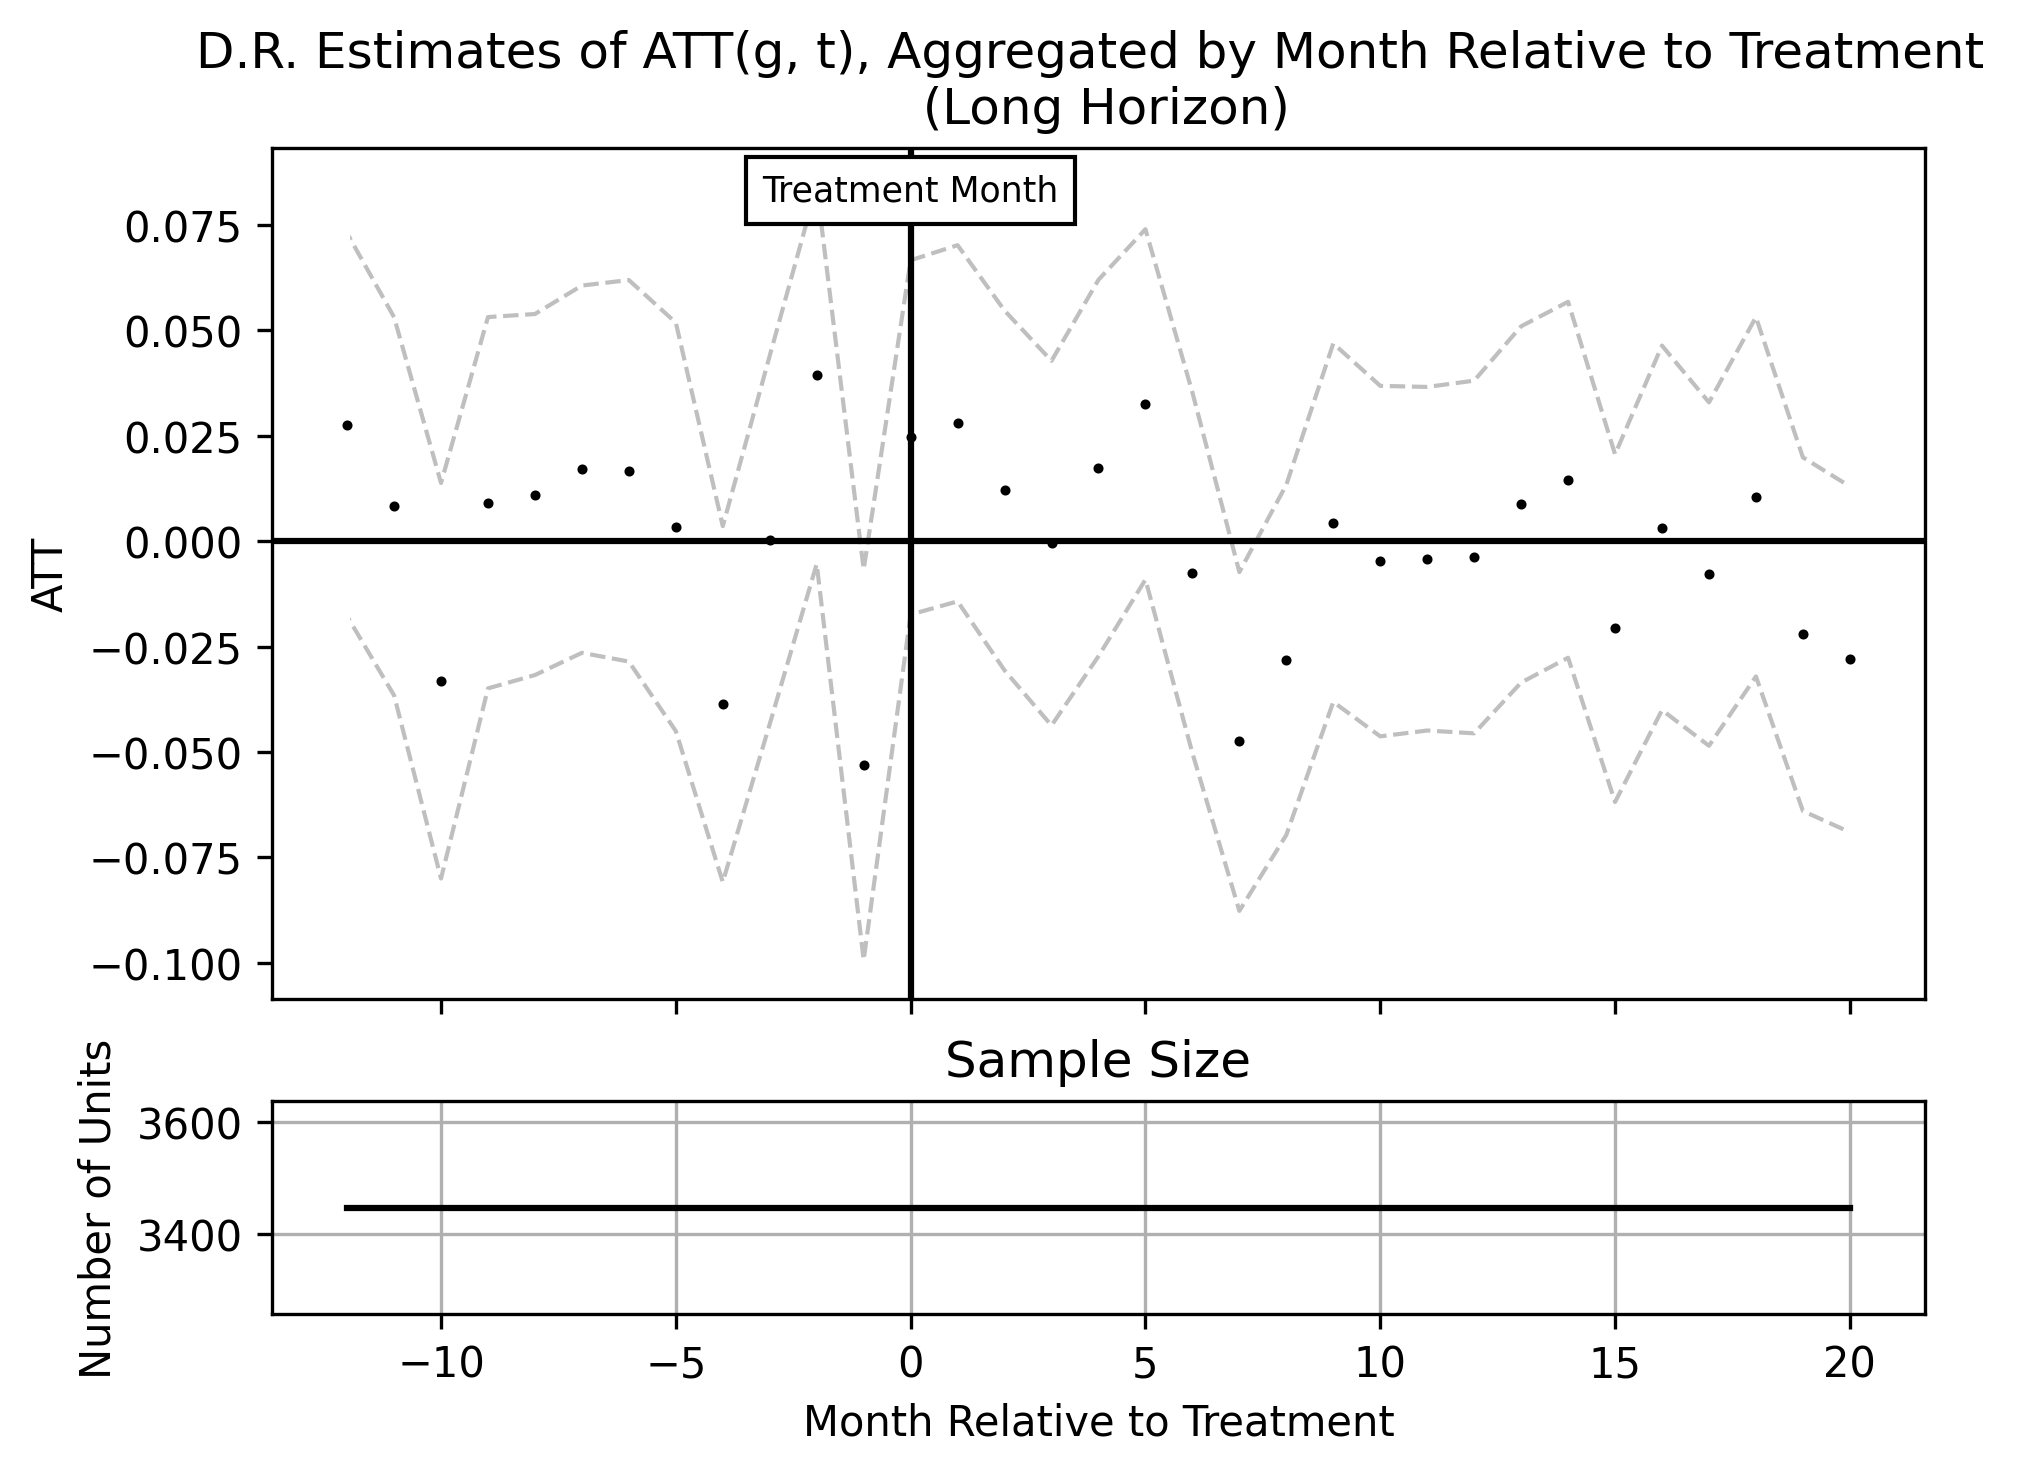 D.R. Estimates of ATT(g, t), Aggregated by Month Relative to Treatment
(Long Horizon)
Treatment Month
0.075
0.050
0.025
0.000
−0.025
−0.050
−0.075
−0.100
ATT
Sample Size
3600
3400
Number of Units
−10 −5 0 5 10 15 20
Month Relative to Treatment